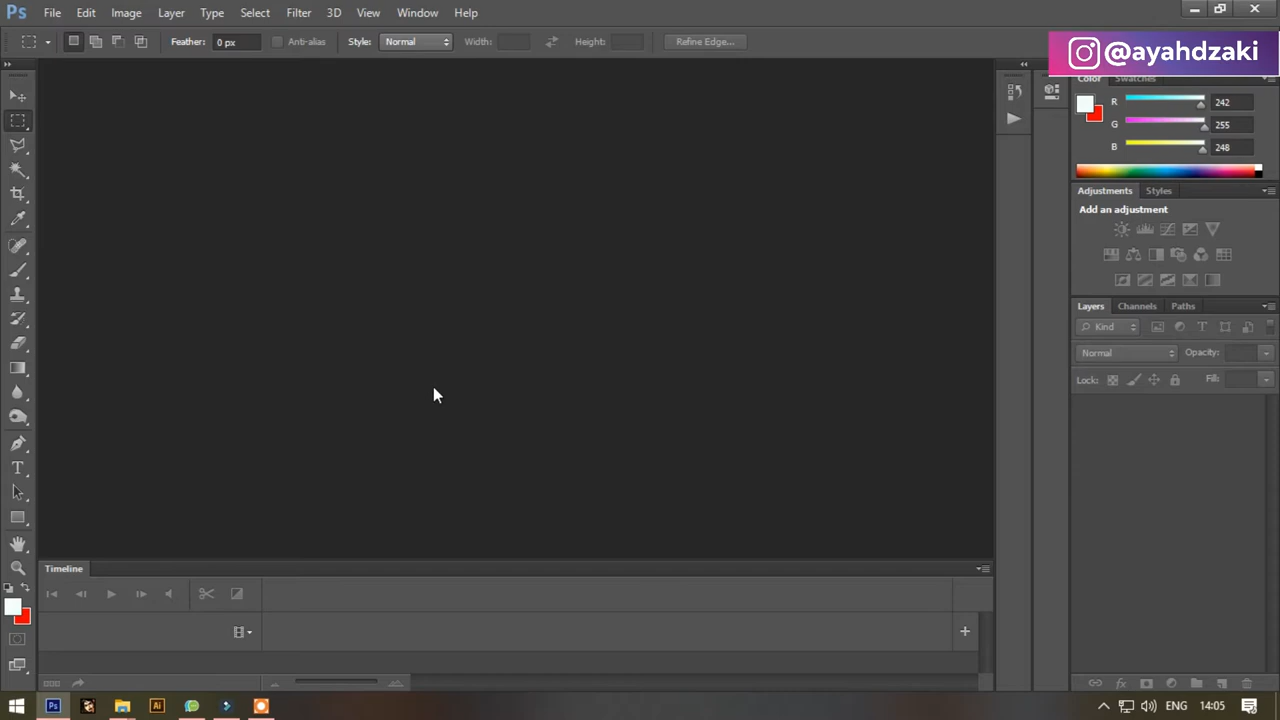 Ps File Edit Image Layer Type Select Filter 3D View Window Help
Feather: 0 px Anti-alias Style: Normal Width: Height: Refine Edge...
@ayahdzaki
Color Swatches
R 242
G 255
B 248
Adjustments Styles
Add an adjustment
Layers Channels Paths
Kind
Normal Opacity:
Lock: Fill:
Timeline
Ps Ai ENG 14:05